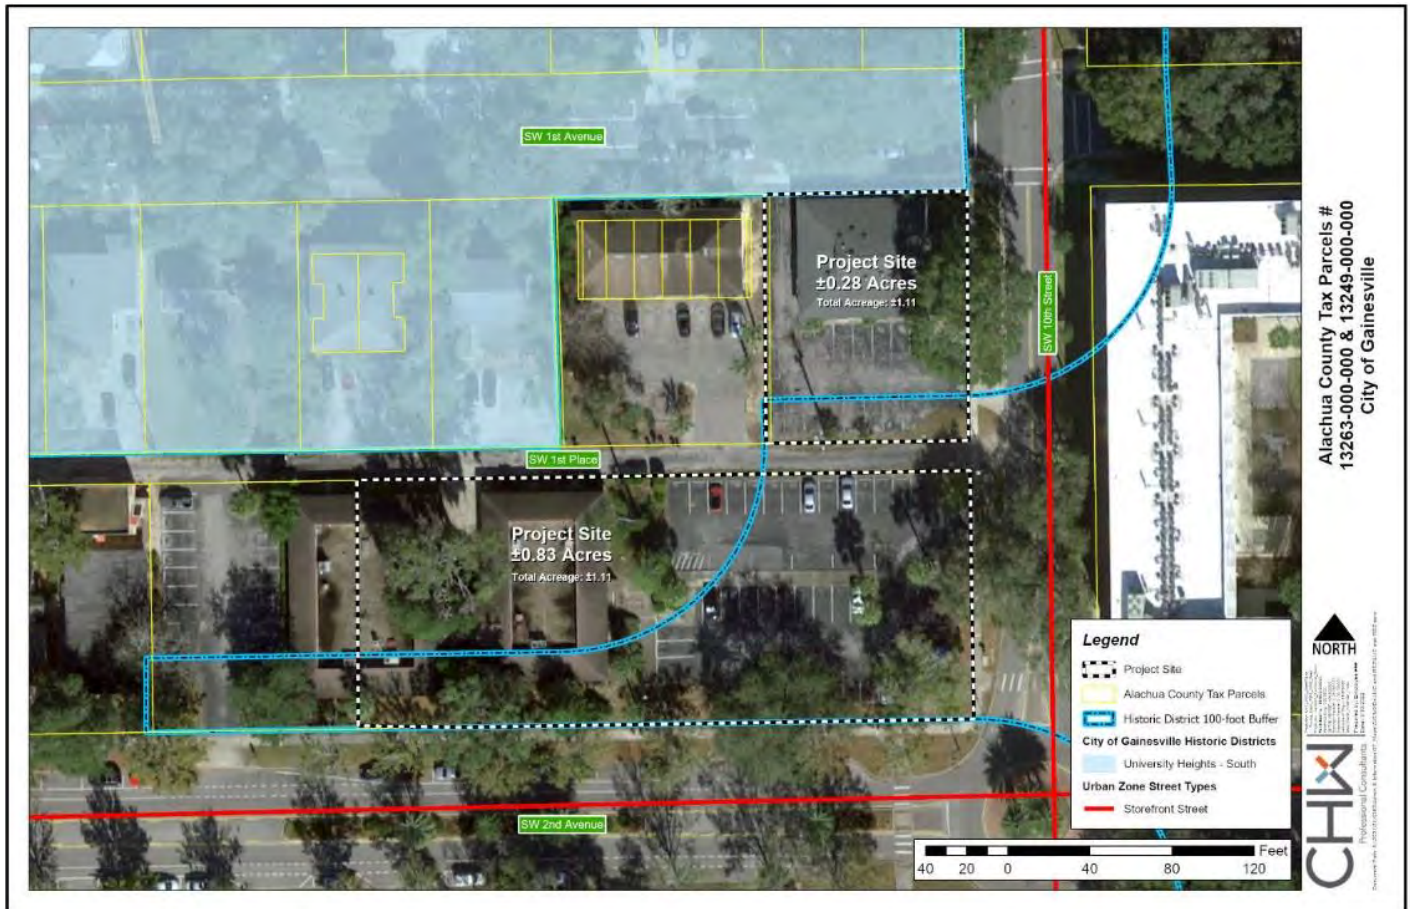 SW 1st Avenue
Project Site
±0.28 Acres
Total Acreage: ±1.11
SW 10th Street
SW 1st Place
Project Site
±0.83 Acres
Total Acreage: ±1.11
SW 2nd Avenue
Legend
Project Site
Alachua County Tax Parcels
Historic District 100-foot Buffer
City of Gainesville Historic Districts
University Heights - South
Urban Zone Street Types
Storefront Street
Feet
40 20 0 40 80 120
Alachua County Tax Parcels #
13263-000-000 & 13249-000-000
City of Gainesville
NORTH
CHW
Professional Consultants